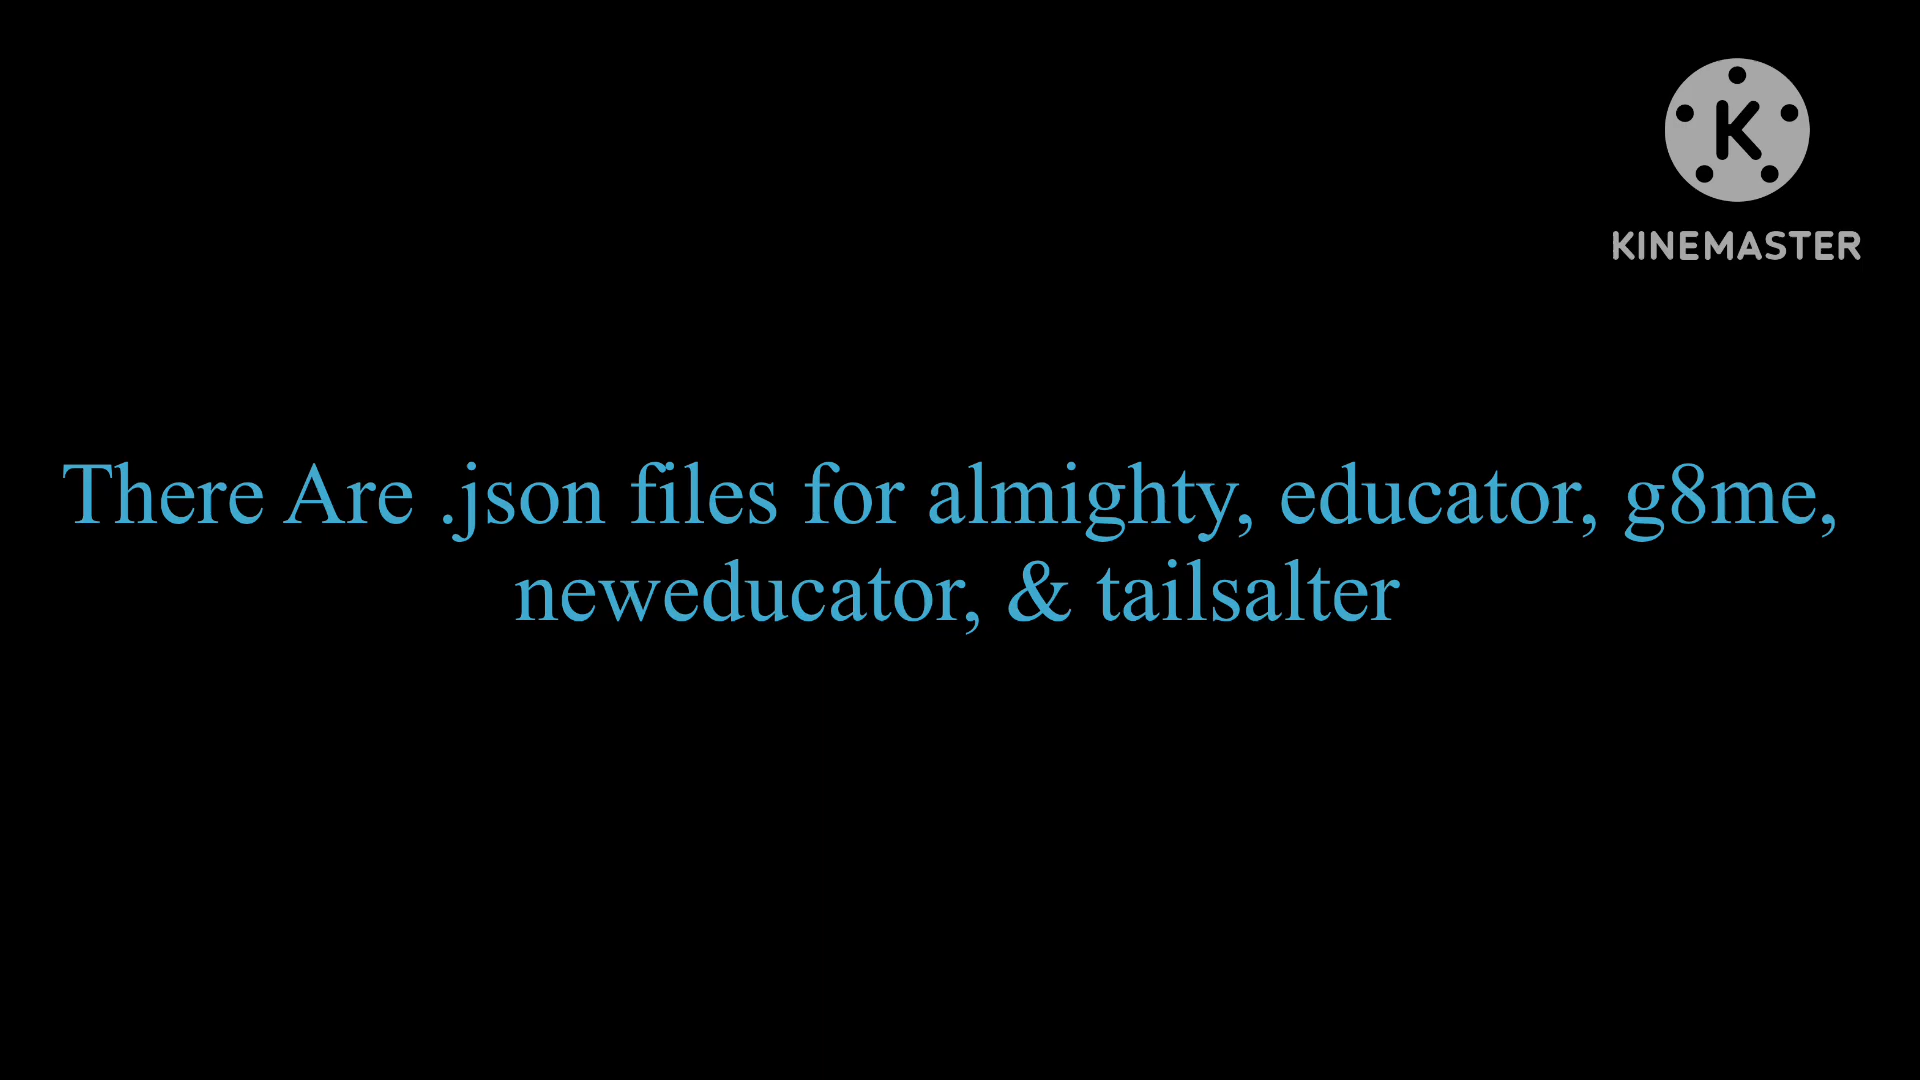 K
KINEMASTER
There Are .json files for almighty, educator, g8me,
neweducator, & tailsalter